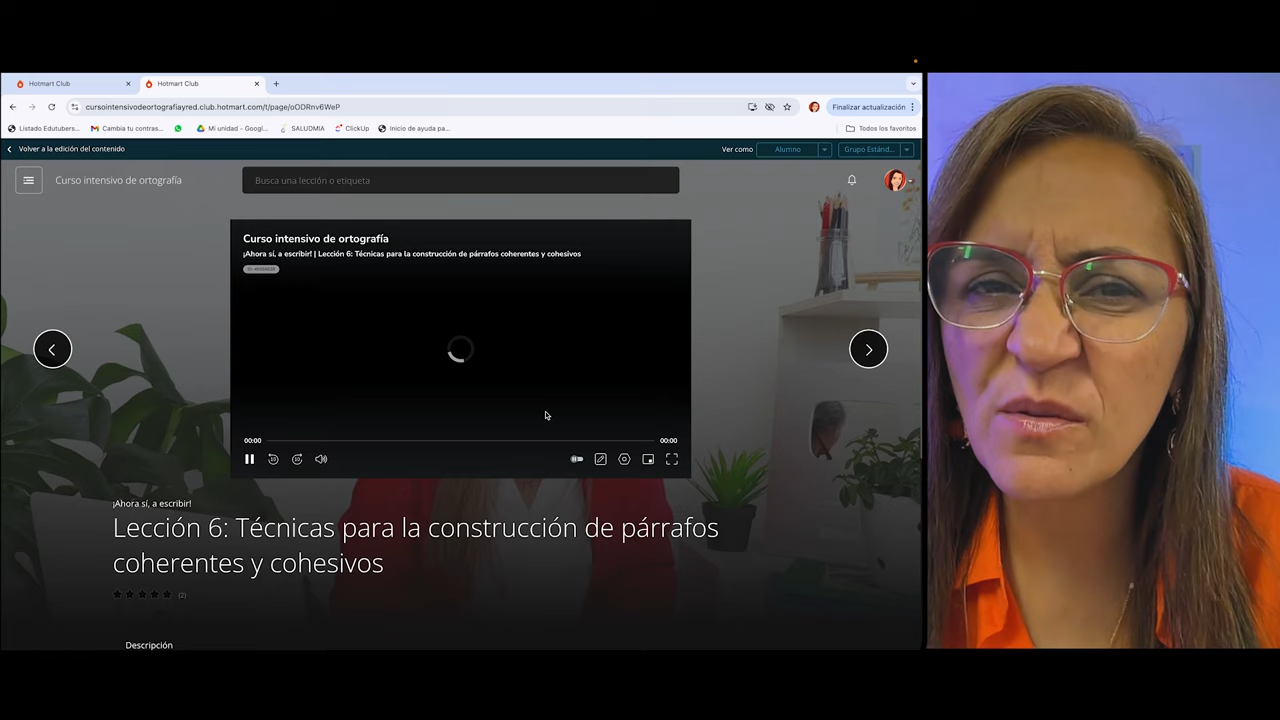 Hotmart Club
Hotmart Club
cursointensivodeortografiayred.club.hotmart.com/t/page/oODRnv6WeP
Finalizar actualización
Listado Edutubers...
Cambia tu contras...
Mi unidad - Googl...
SALUDMIA
ClickUp
Inicio de ayuda pa...
Todos los favoritos
Volver a la edición del contenido
Ver como
Alumno
Grupo Estánd...
Curso intensivo de ortografía
Busca una lección o etiqueta
Curso intensivo de ortografía
¡Ahora sí, a escribir! | Lección 6: Técnicas para la construcción de párrafos coherentes y cohesivos
00:00
00:00
10
10
¡Ahora sí, a escribir!
Lección 6: Técnicas para la construcción de párrafos
coherentes y cohesivos
(2)
Descripción